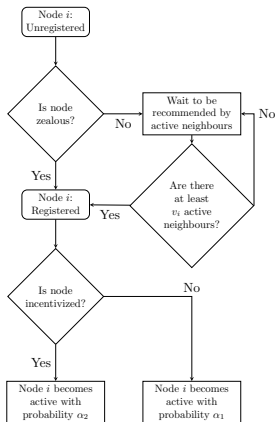 Node i:
Unregistered
Is node
zealous?
No
Wait to be
recommended by
active neighbours
No
Yes
Are there
at least
v_i active
neighbours?
Yes
Node i:
Registered
Is node
incentivized?
No
Yes
Node i becomes
active with
probability α₂
Node i becomes
active with
probability α₁